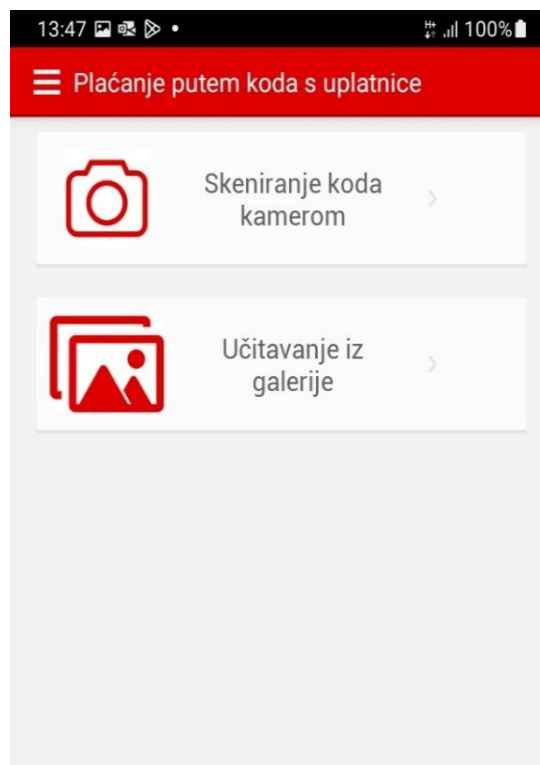 13:47 H+ 100%
Plaćanje putem koda s uplatnice
Skeniranje koda
kamerom
Učitavanje iz
galerije